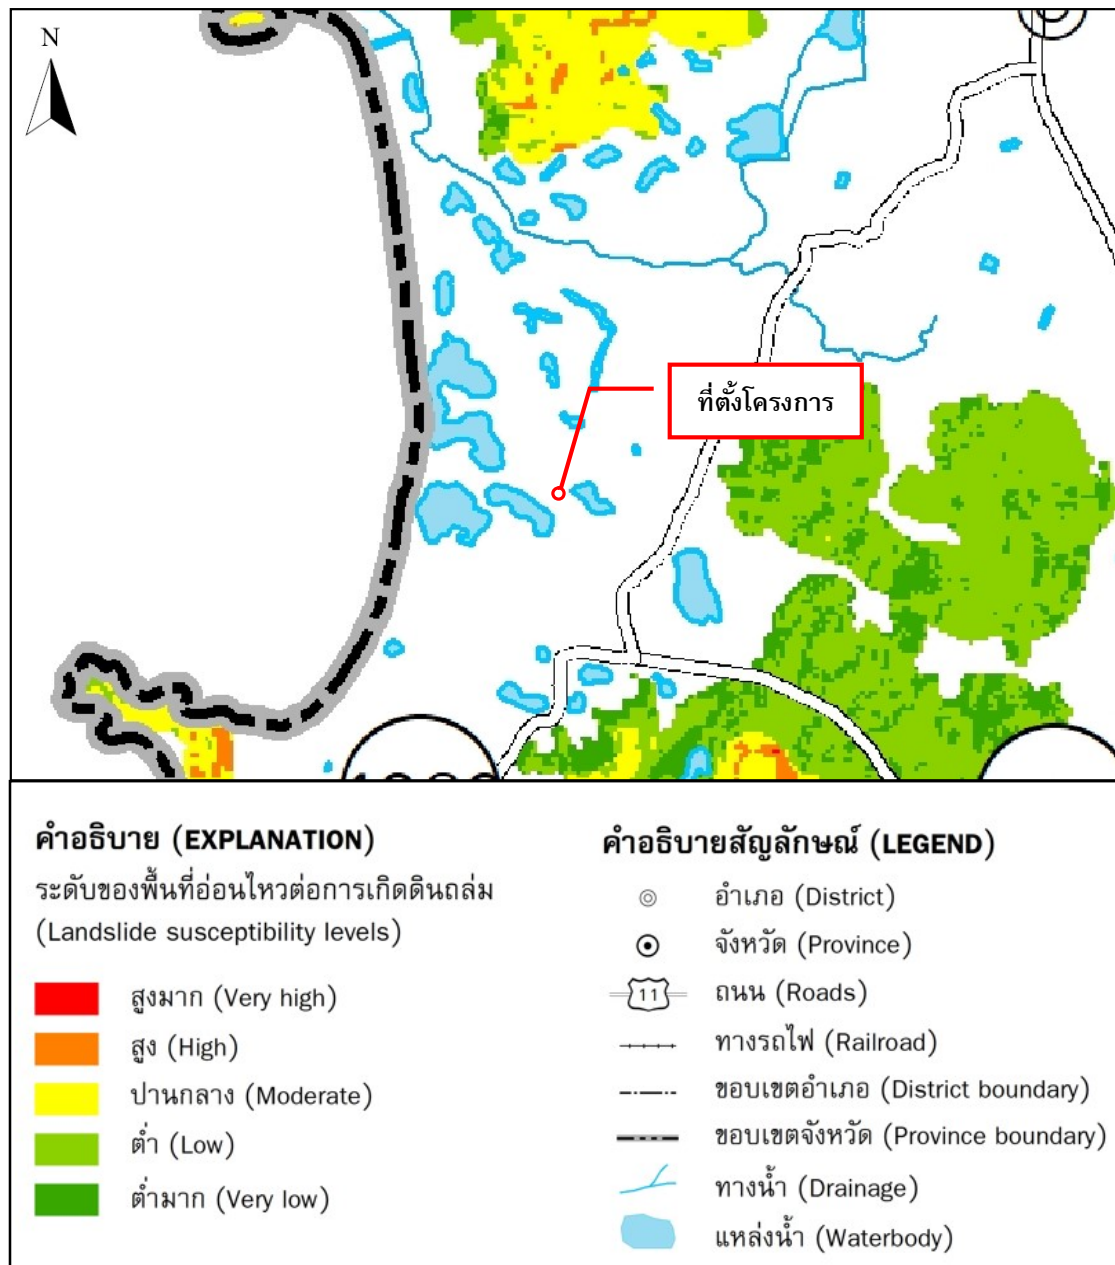 N
ที่ตั้งโครงการ
คำอธิบาย (EXPLANATION)
ระดับของพื้นที่อ่อนไหวต่อการเกิดดินถล่ม
(Landslide susceptibility levels)
สูงมาก (Very high)
สูง (High)
ปานกลาง (Moderate)
ต่ำ (Low)
ต่ำมาก (Very low)
คำอธิบายสัญลักษณ์ (LEGEND)
อำเภอ (District)
จังหวัด (Province)
11 ถนน (Roads)
ทางรถไฟ (Railroad)
ขอบเขตอำเภอ (District boundary)
ขอบเขตจังหวัด (Province boundary)
ทางน้ำ (Drainage)
แหล่งน้ำ (Waterbody)